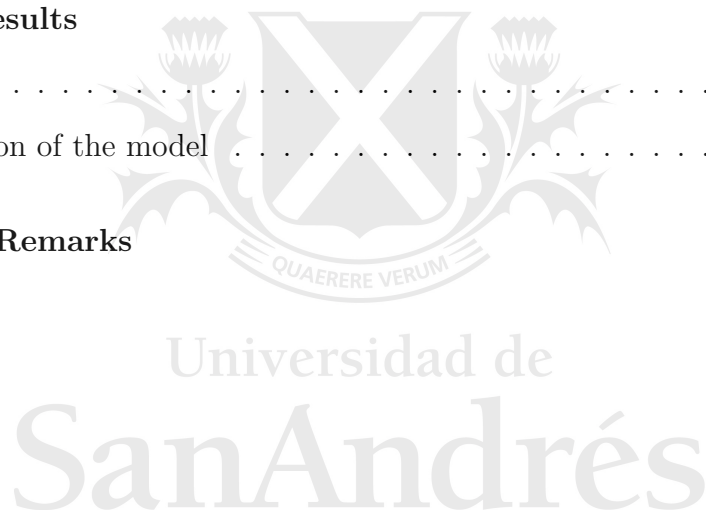 esults
. . . . . . . . . . . . . . . . . . . . . . . . . . . . .
on of the model . . . . . . . . . . . . . . . . . . . .
Remarks
QUAERERE VERUM
Universidad de
SanAndrés